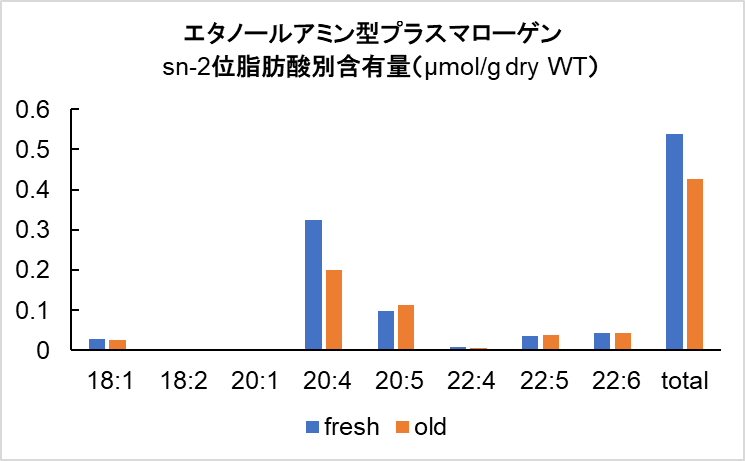 エタノールアミン型プラスマローゲン
sn-2位脂肪酸別含有量（μmol/g dry WT）
0.6
0.5
0.4
0.3
0.2
0.1
0
18:1 18:2 20:1 20:4 20:5 22:4 22:5 22:6 total
fresh old